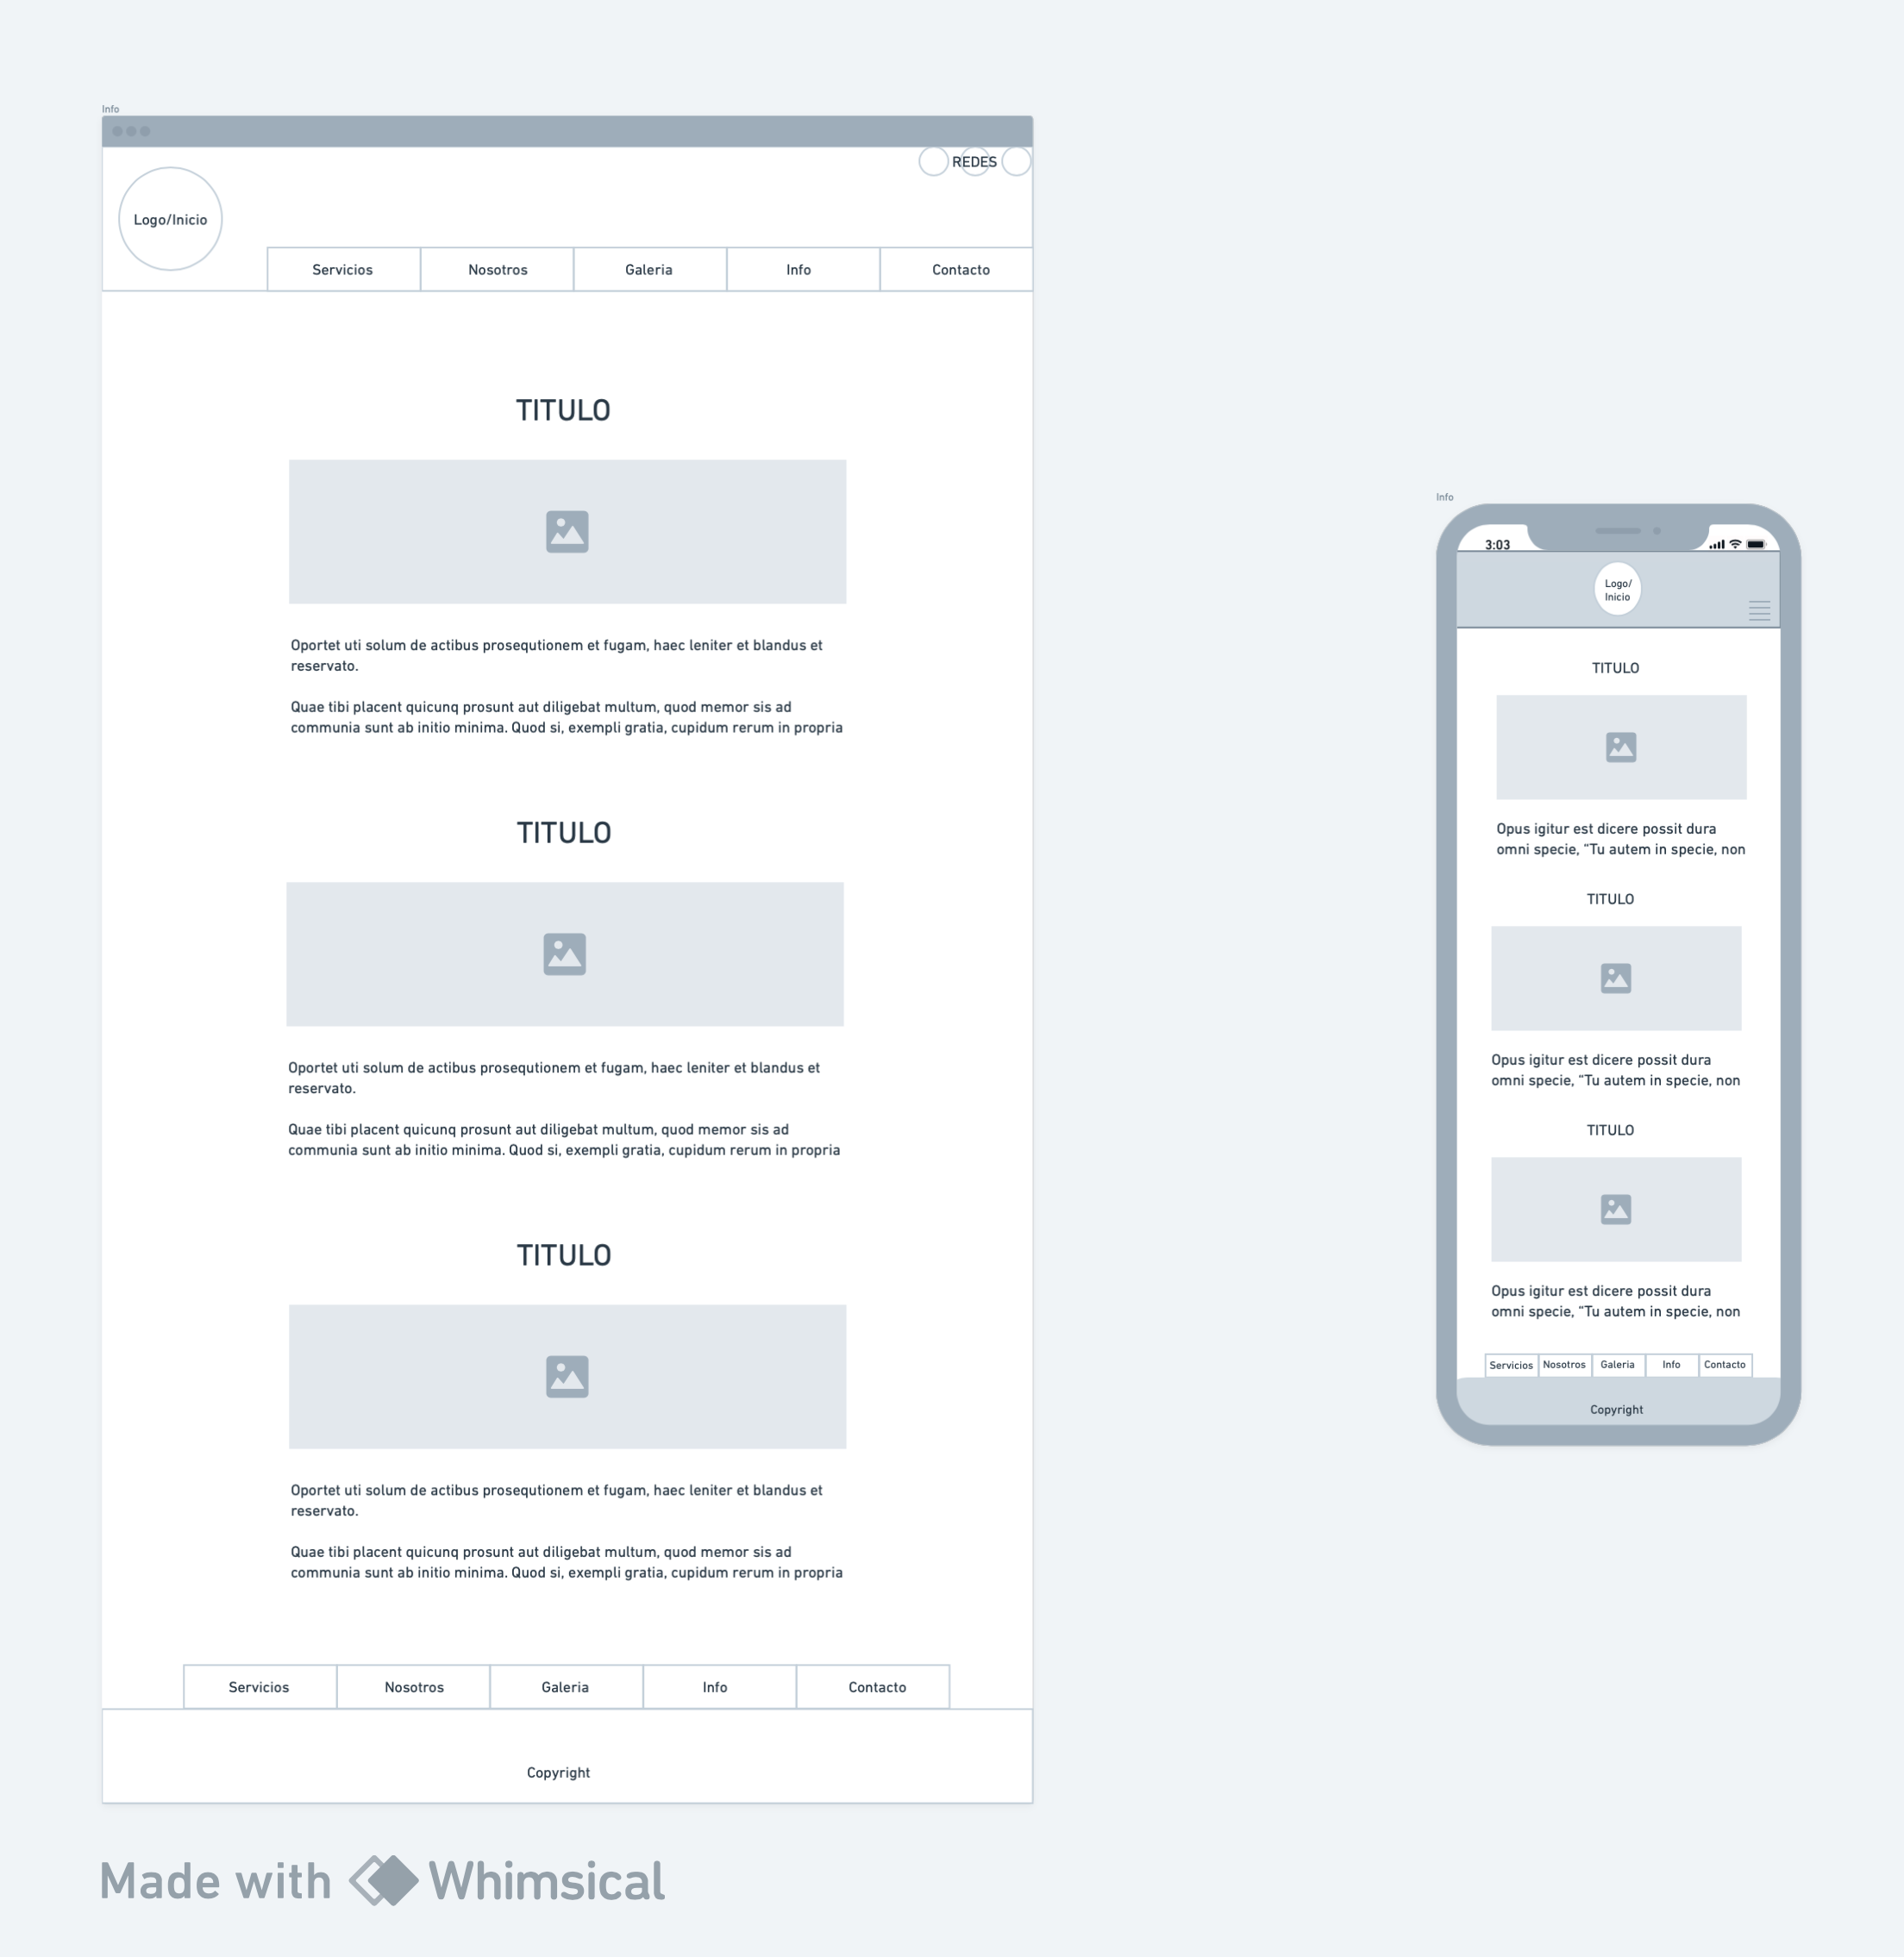 Info
REDES
Logo/Inicio
Servicios Nosotros Galeria Info Contacto
TITULO
Oportet uti solum de actibus prosequtionem et fugam, haec leniter et blandus et
reservato.
Quae tibi placent quicunq prosunt aut diligebat multum, quod memor sis ad
communia sunt ab initio minima. Quod si, exempli gratia, cupidum rerum in propria
TITULO
Oportet uti solum de actibus prosequtionem et fugam, haec leniter et blandus et
reservato.
Quae tibi placent quicunq prosunt aut diligebat multum, quod memor sis ad
communia sunt ab initio minima. Quod si, exempli gratia, cupidum rerum in propria
TITULO
Oportet uti solum de actibus prosequtionem et fugam, haec leniter et blandus et
reservato.
Quae tibi placent quicunq prosunt aut diligebat multum, quod memor sis ad
communia sunt ab initio minima. Quod si, exempli gratia, cupidum rerum in propria
Servicios Nosotros Galeria Info Contacto
Copyright
Info
3:03
Logo/
Inicio
TITULO
Opus igitur est dicere possit dura
omni specie, “Tu autem in specie, non
TITULO
Opus igitur est dicere possit dura
omni specie, “Tu autem in specie, non
TITULO
Opus igitur est dicere possit dura
omni specie, “Tu autem in specie, non
Servicios Nosotros Galeria Info Contacto
Copyright
Made with Whimsical